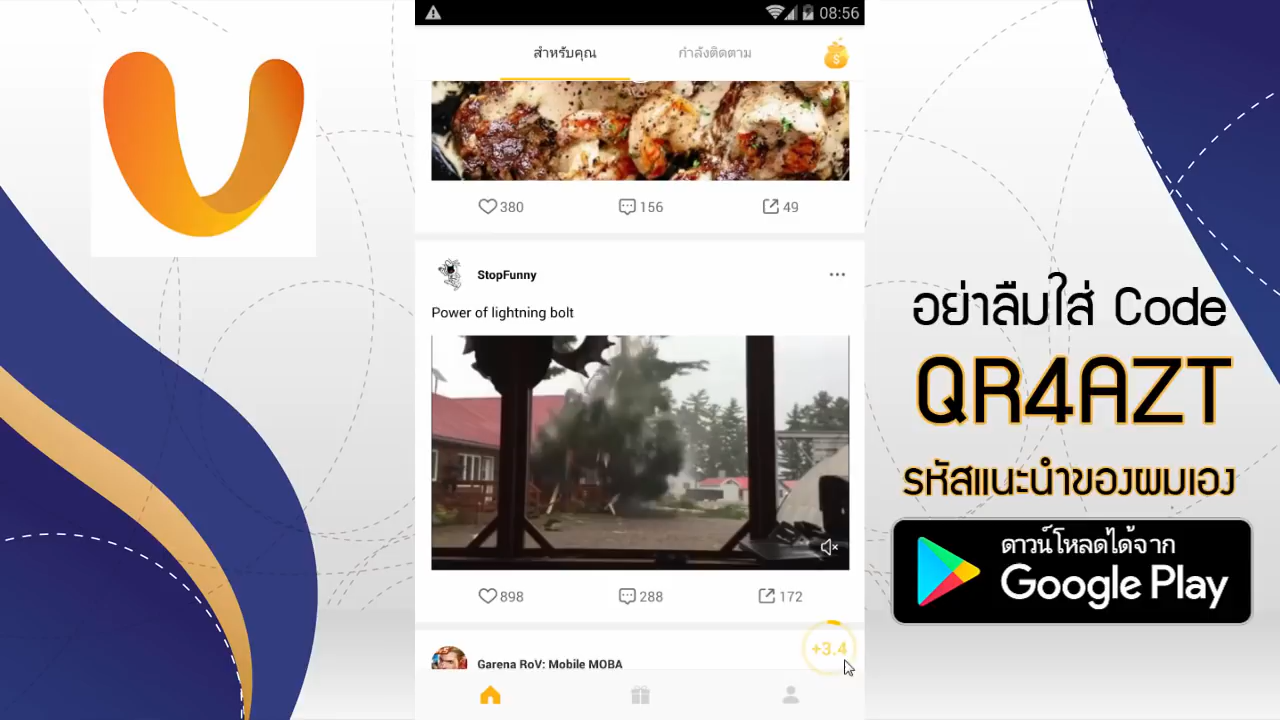 08:56
สำหรับคุณ
กำลังติดตาม
380
156
49
StopFunny
Power of lightning bolt
898
288
172
+3.4
Garena RoV: Mobile MOBA
อย่าลืมใส่ Code
QR4AZT
รหัสแนะนำของผมเอง
ดาวน์โหลดได้จาก
Google Play